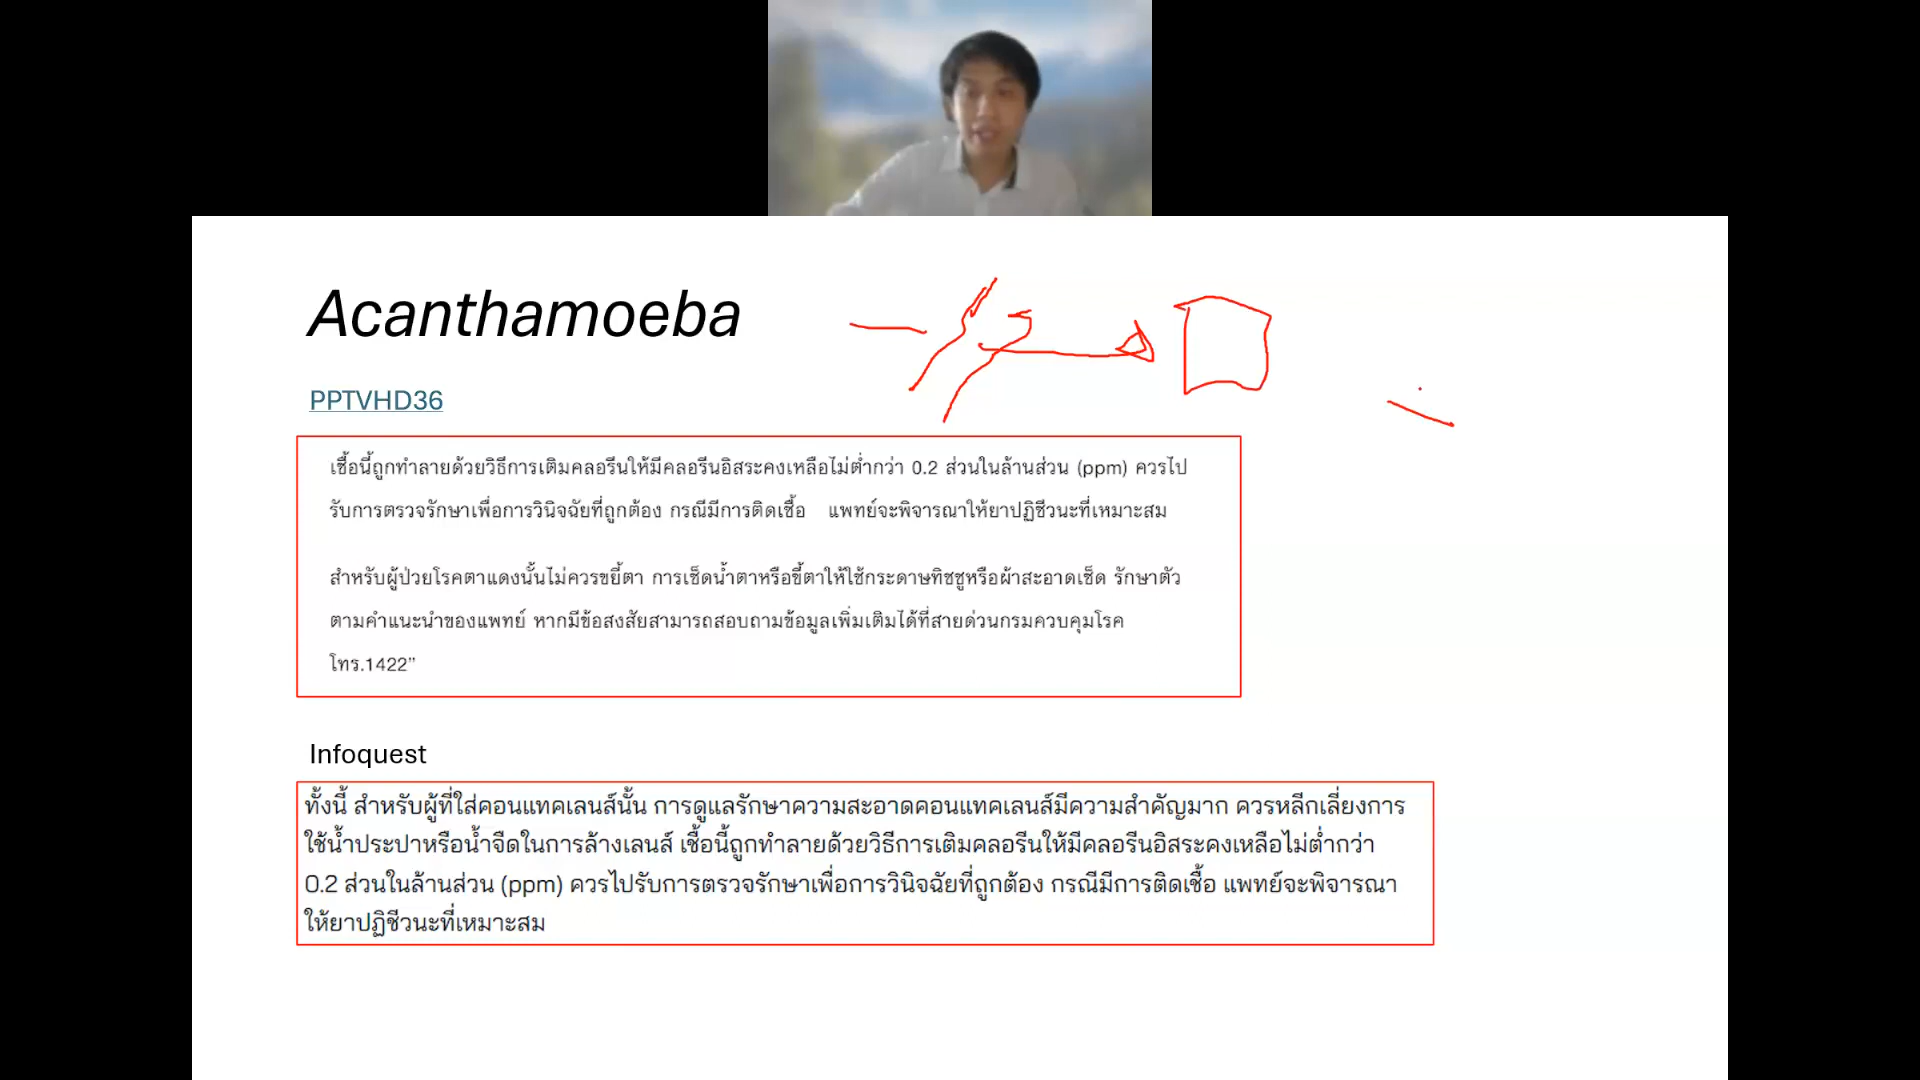 Acanthamoeba
PPTVHD36
เชื้อนี้ถูกทำลายด้วยวิธีการเติมคลอรีนให้มีคลอรีนอิสระคงเหลือไม่ต่ำกว่า 0.2 ส่วนในล้านส่วน (ppm) ควรไป
รับการตรวจรักษาเพื่อการวินิจฉัยที่ถูกต้อง กรณีมีการติดเชื้อ แพทย์จะพิจารณาให้ยาปฏิชีวนะที่เหมาะสม
สำหรับผู้ป่วยโรคตาแดงนั้นไม่ควรขยี้ตา การเช็ดน้ำตาหรือขี้ตาให้ใช้กระดาษทิชชูหรือผ้าสะอาดเช็ด รักษาตัว
ตามคำแนะนำของแพทย์ หากมีข้อสงสัยสามารถสอบถามข้อมูลเพิ่มเติมได้ที่สายด่วนกรมควบคุมโรค
โทร.1422”
Infoquest
ทั้งนี้ สำหรับผู้ที่ใส่คอนแทคเลนส์นั้น การดูแลรักษาความสะอาดคอนแทคเลนส์มีความสำคัญมาก ควรหลีกเลี่ยงการ
ใช้น้ำประปาหรือน้ำจืดในการล้างเลนส์ เชื้อนี้ถูกทำลายด้วยวิธีการเติมคลอรีนให้มีคลอรีนอิสระคงเหลือไม่ต่ำกว่า
0.2 ส่วนในล้านส่วน (ppm) ควรไปรับการตรวจรักษาเพื่อการวินิจฉัยที่ถูกต้อง กรณีมีการติดเชื้อ แพทย์จะพิจารณา
ให้ยาปฏิชีวนะที่เหมาะสม